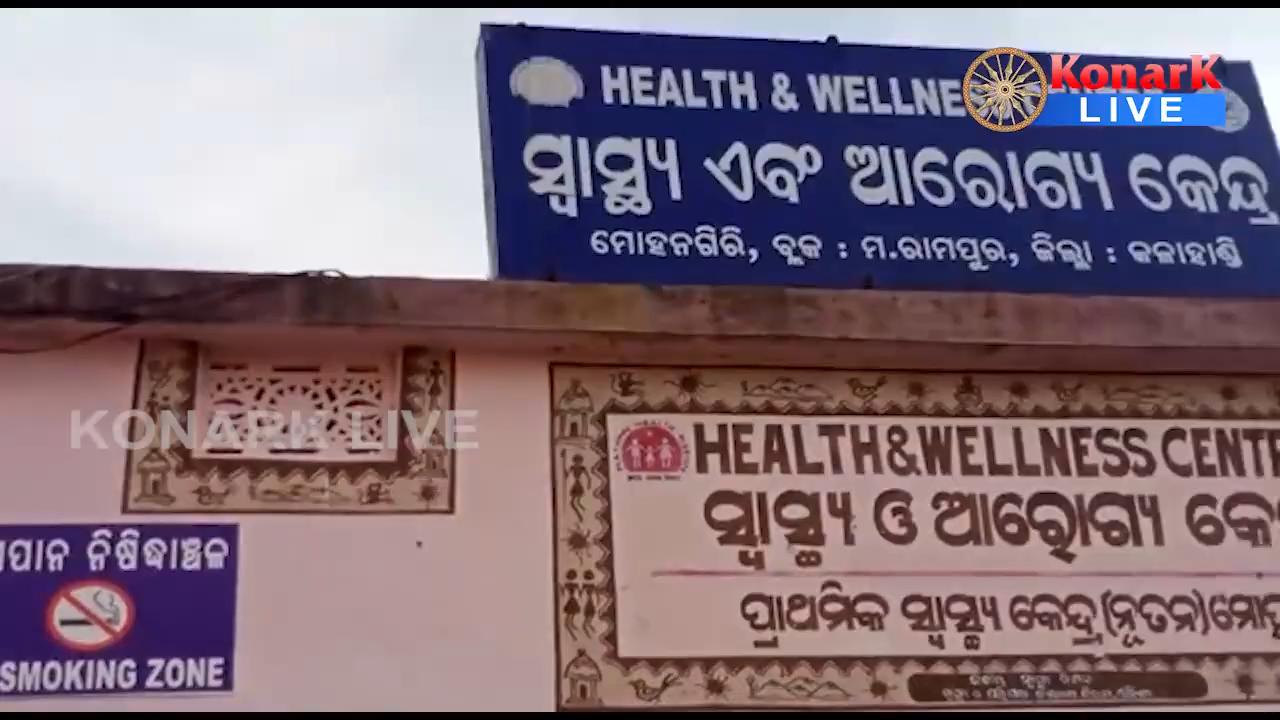 HEALTH & WELLNE
KonarK
LIVE
ସ୍ୱାସ୍ଥ୍ୟ ଏବଂ ଆରୋଗ୍ୟ କେନ୍ଦ୍ର
ମୋହନଗିରି, ବ୍ଲକ : ମ.ରାମପୁର, ଜିଲ୍ଲା : କଳାହାଣ୍ଡି
KONARK LIVE
HEALTH&WELLNESS CENT
ସ୍ୱାସ୍ଥ୍ୟ ଓ ଆରୋଗ୍ୟ କେ
ପ୍ରାଥମିକ ସ୍ୱାସ୍ଥ୍ୟ କେନ୍ଦ୍ର(ନୂତନ)ମୋ
ପାନ ନିଷିଦ୍ଧାଞ୍ଚଳ
SMOKING ZONE